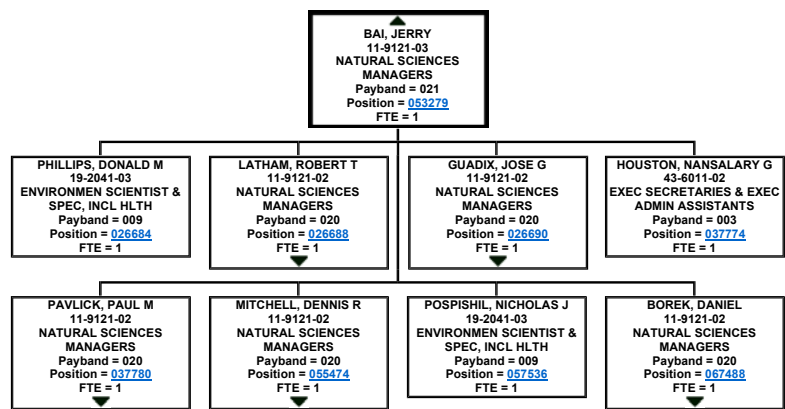 BAI, JERRY
11-9121-03
NATURAL SCIENCES
MANAGERS
Payband = 021
Position = 053279
FTE = 1
PHILLIPS, DONALD M
19-2041-03
ENVIRONMEN SCIENTIST &
SPEC, INCL HLTH
Payband = 009
Position = 026684
FTE = 1
LATHAM, ROBERT T
11-9121-02
NATURAL SCIENCES
MANAGERS
Payband = 020
Position = 026688
FTE = 1
GUADIX, JOSE G
11-9121-02
NATURAL SCIENCES
MANAGERS
Payband = 020
Position = 026690
FTE = 1
HOUSTON, NANSALARY G
43-6011-02
EXEC SECRETARIES & EXEC
ADMIN ASSISTANTS
Payband = 003
Position = 037774
FTE = 1
PAVLICK, PAUL M
11-9121-02
NATURAL SCIENCES
MANAGERS
Payband = 020
Position = 037780
FTE = 1
MITCHELL, DENNIS R
11-9121-02
NATURAL SCIENCES
MANAGERS
Payband = 020
Position = 055474
FTE = 1
POSPISHIL, NICHOLAS J
19-2041-03
ENVIRONMEN SCIENTIST &
SPEC, INCL HLTH
Payband = 009
Position = 057536
FTE = 1
BOREK, DANIEL
11-9121-02
NATURAL SCIENCES
MANAGERS
Payband = 020
Position = 067488
FTE = 1